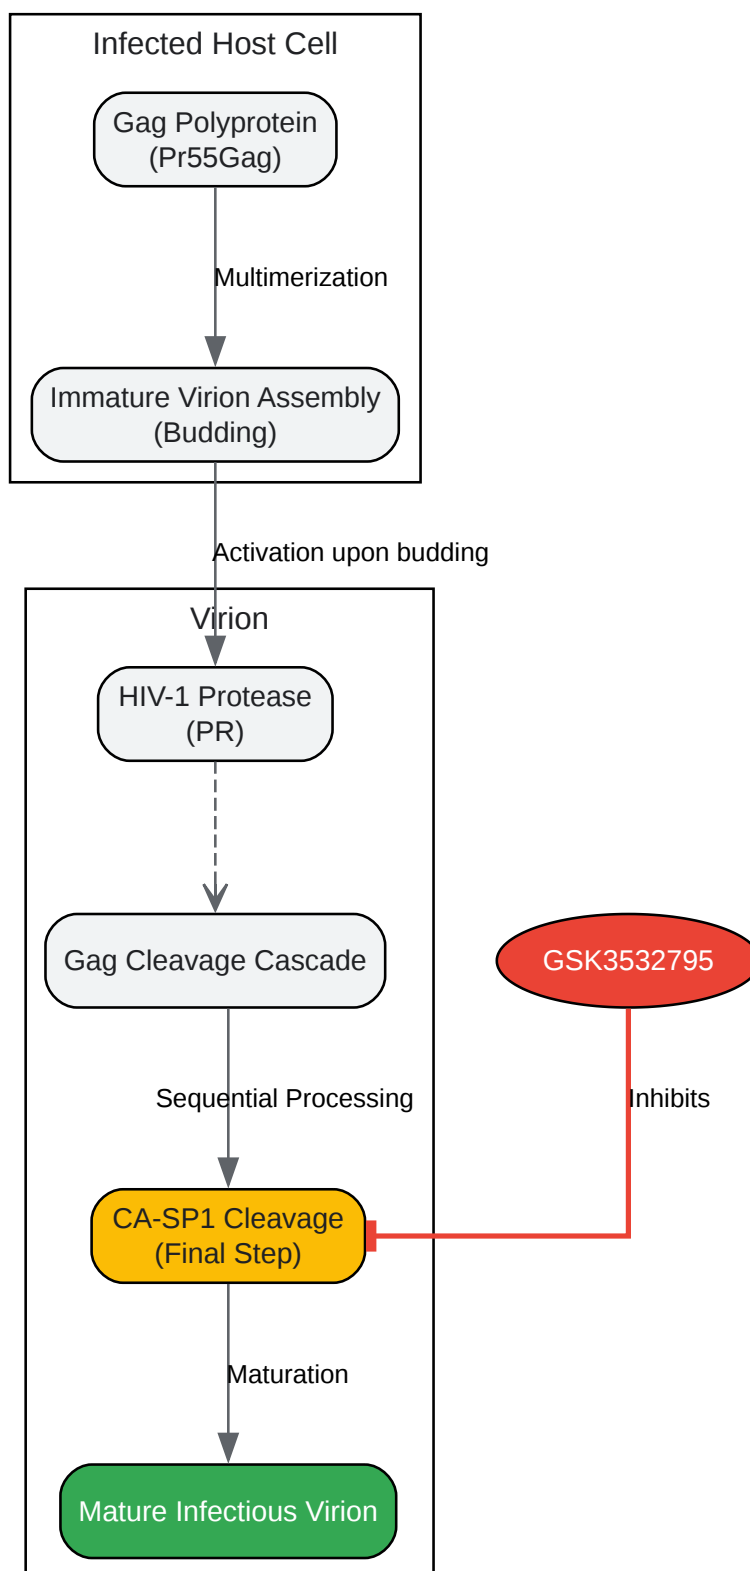 Infected Host Cell
Gag Polyprotein
(Pr55Gag)
Multimerization
Immature Virion Assembly
(Budding)
Activation upon budding
Virion
HIV-1 Protease
(PR)
Gag Cleavage Cascade
GSK3532795
Sequential Processing
Inhibits
CA-SP1 Cleavage
(Final Step)
Maturation
Mature Infectious Virion